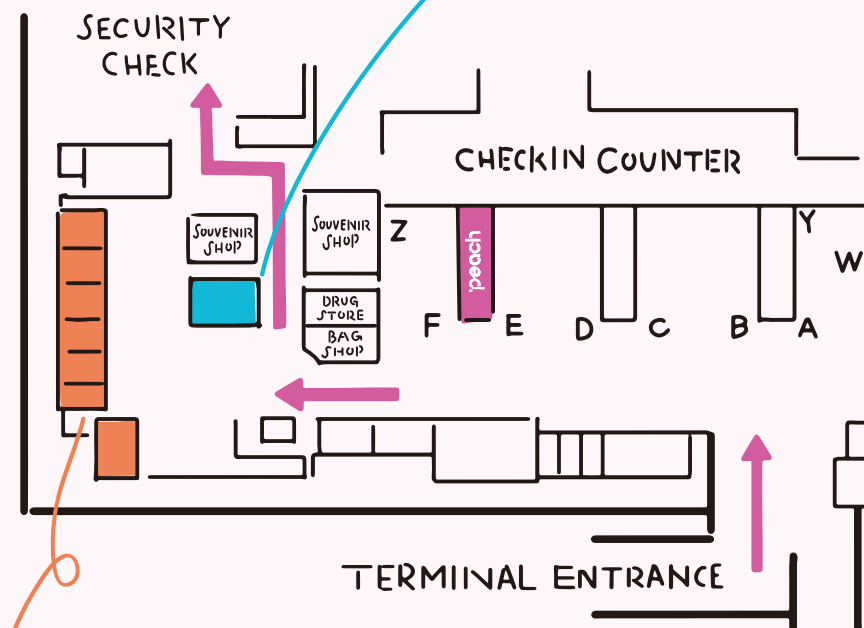 SECURITY
CHECK
CHECKIN COUNTER
SOUVENIR
SHOP
SOUVENIR
SHOP
Z
peach
Y
W
DRUG
STORE
BAG
SHOP
F
E
D
C
B
A
TERMINAL ENTRANCE